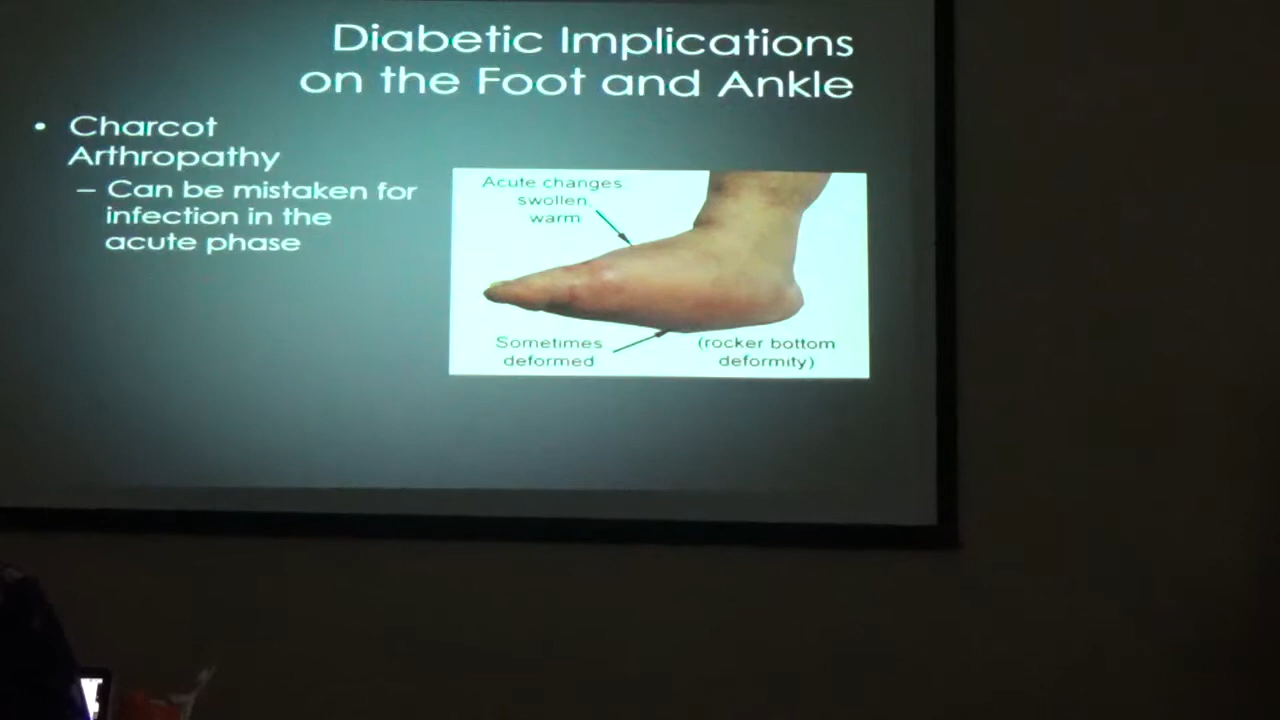 Diabetic Implications
on the Foot and Ankle
• Charcot
Arthropathy
– Can be mistaken for
infection in the
acute phase
Acute changes
swollen
warm
Sometimes
deformed
(rocker bottom
deformity)